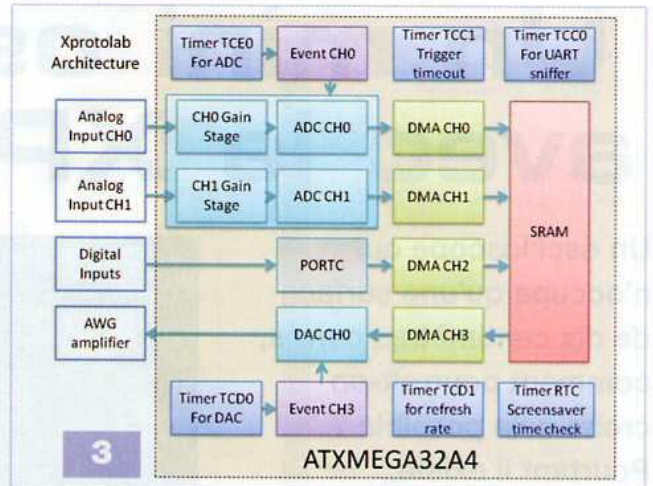 Xprotolab
Architecture
Timer TCE0
For ADC
Event CH0
Timer TCC1
Trigger
timeout
Timer TCC0
For UART
sniffer
Analog
Input CH0
CH0 Gain
Stage
ADC CH0
DMA CH0
Analog
Input CH1
CH1 Gain
Stage
ADC CH1
DMA CH1
SRAM
Digital
Inputs
PORTC
DMA CH2
AWG
amplifier
DAC CH0
DMA CH3
Timer TCD0
For DAC
Event CH3
Timer TCD1
for refresh
rate
Timer RTC
Screensaver
time check
3
ATXMEGA32A4